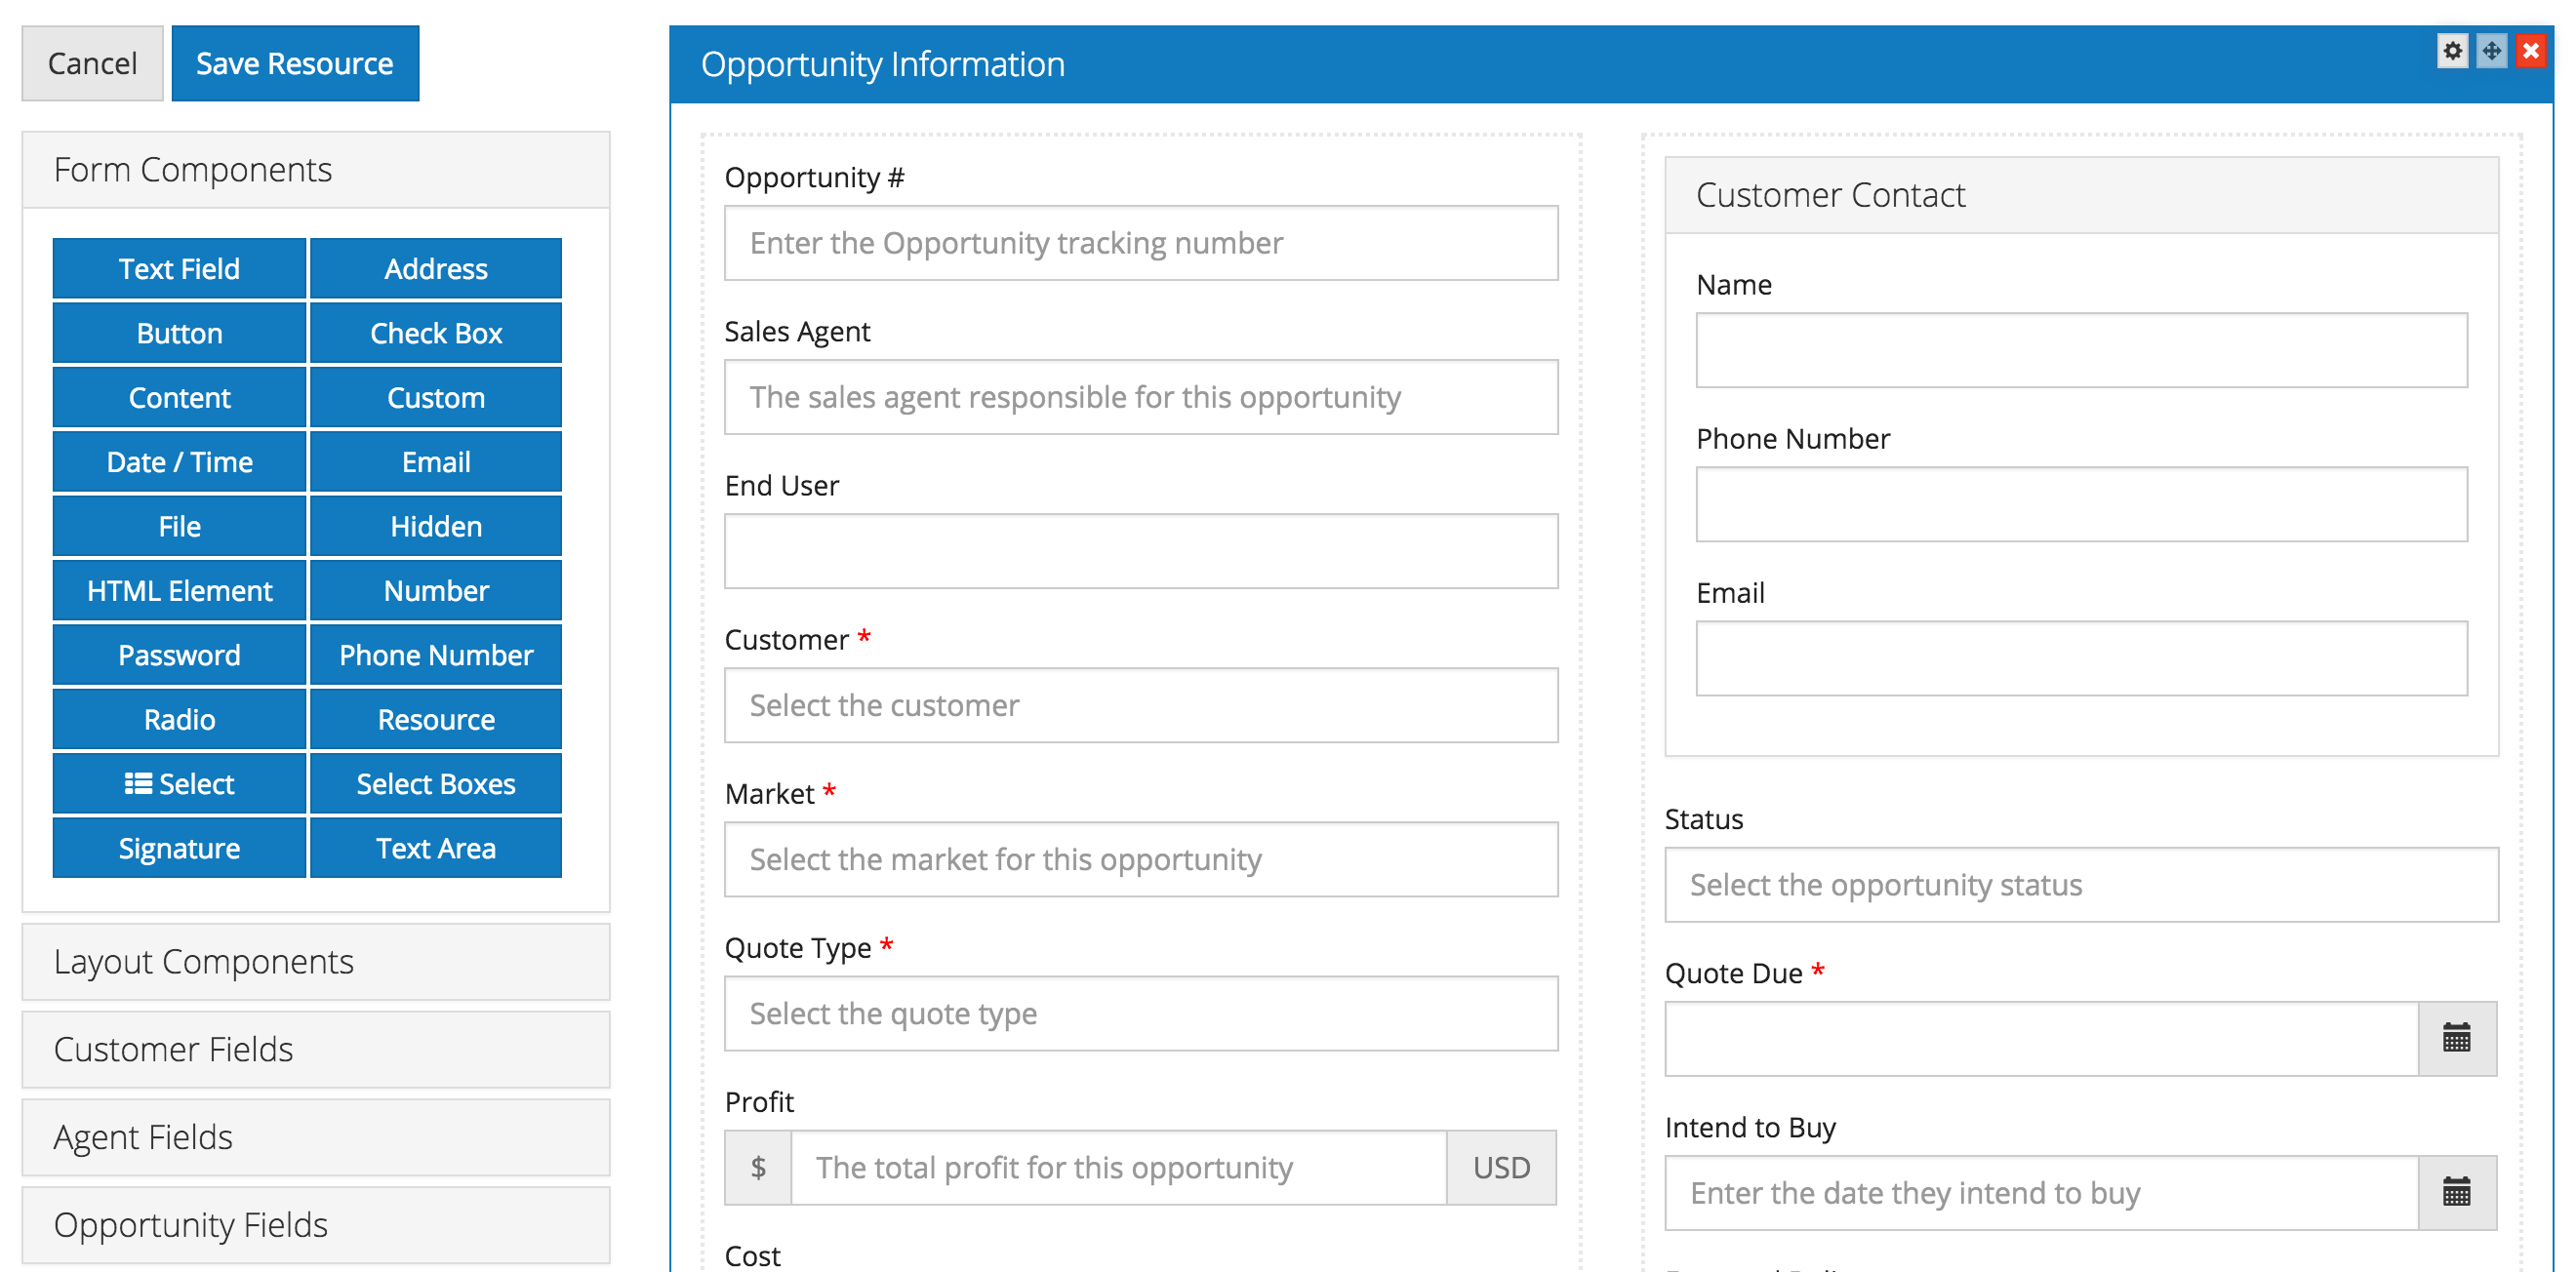 Cancel
Save Resource
Form Components
Text Field
Address
Button
Check Box
Content
Custom
Date / Time
Email
File
Hidden
HTML Element
Number
Password
Phone Number
Radio
Resource
Select
Select Boxes
Signature
Text Area
Layout Components
Customer Fields
Agent Fields
Opportunity Fields
Opportunity Information
Opportunity #
Enter the Opportunity tracking number
Sales Agent
The sales agent responsible for this opportunity
End User
Customer *
Select the customer
Market *
Select the market for this opportunity
Quote Type *
Select the quote type
Profit
$ The total profit for this opportunity USD
Cost
Customer Contact
Name
Phone Number
Email
Status
Select the opportunity status
Quote Due *
Intend to Buy
Enter the date they intend to buy